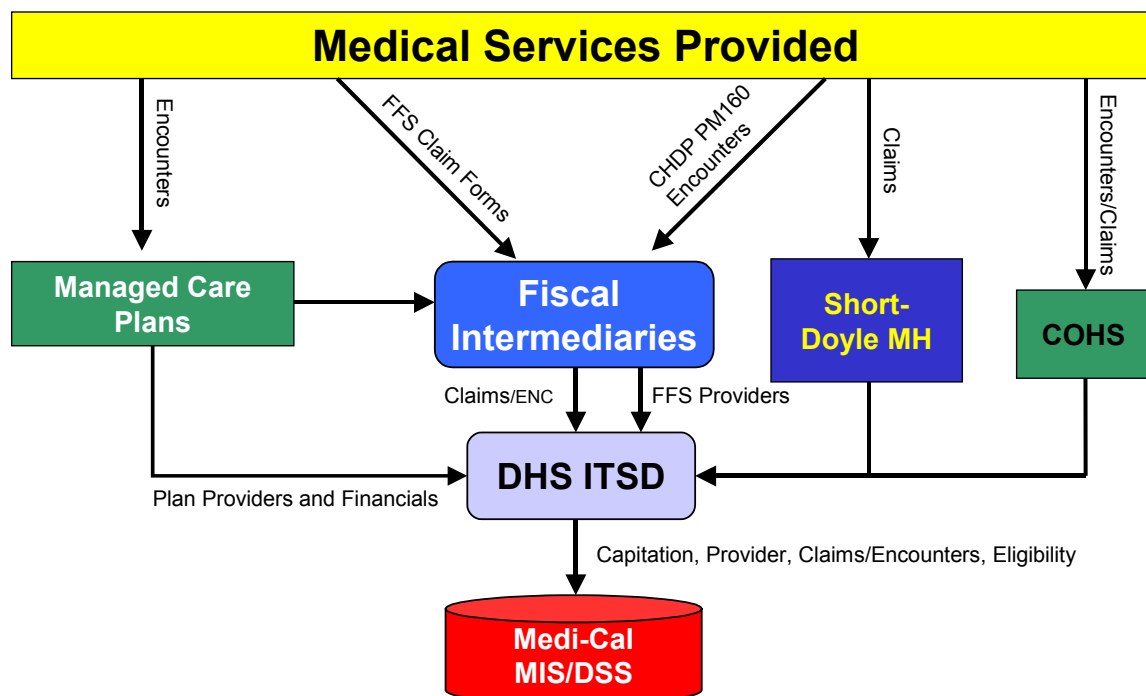 Medical Services Provided
Encounters
FFS Claim Forms
CHDP PM160
Encounters
Claims
Encounters/Claims
Managed Care
Plans
Fiscal
Intermediaries
Short-
Doyle MH
COHS
Claims/ENC
FFS Providers
DHS ITSD
Plan Providers and Financials
Capitation, Provider, Claims/Encounters, Eligibility
Medi-Cal
MIS/DSS